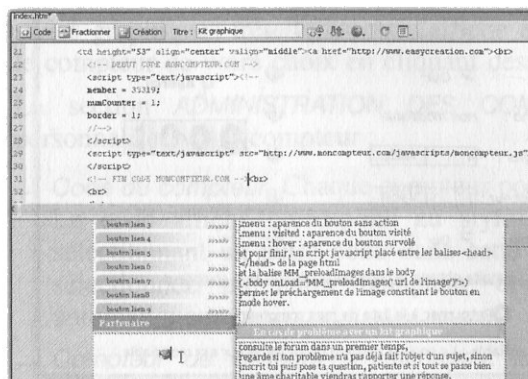 index.htm*
Code Fractionner Création Titre : Kit graphique
21 <td height="53" align="center" valign="middle"><a href="http://www.easycreation.com"><br>
22 <!-- DEBUT CODE MONCOMPTEUR.COM -->
23 <script type="text/javascript"><!--
24 member = 37319;
25 numCounter = 1;
26 border = 1;
27 //-->
28 </script>
29 <script type="text/javascript" src="http://www.moncompteur.com/javascripts/moncompteur.js"
30 </script>
31 <!-- FIN CODE MONCOMPTEUR.COM --><br>
32 <br>
bouton lien 3
bouton lien 4
bouton lien 5
bouton lien 6
bouton lien 7
bouton lien8
bouton lien 9
Partenaire
.menu : aparence du bouton sans action
.menu : visited : aparence du bouton visité
.menu : hover : aparence du bouton survolé
et pour finir, un script javascript placé entre les balises<head>
</head> de la page html
et la balise MM_preloadImages dans le body
(<body onLoad="MM_preloadImages('url de l'image')">)
permet le préchargement de l'image constitant le bouton en
mode hover.
En cas de problème avec un kit graphique
consulte le forum dans un premier temps,
regarde si ton problème n'a pas déjà fait l'objet d'un sujet, sinon
inscrit toi puis pose ta question, patiente et si tout se passe bien
une âme charitable viendras t'apporter une réponse.